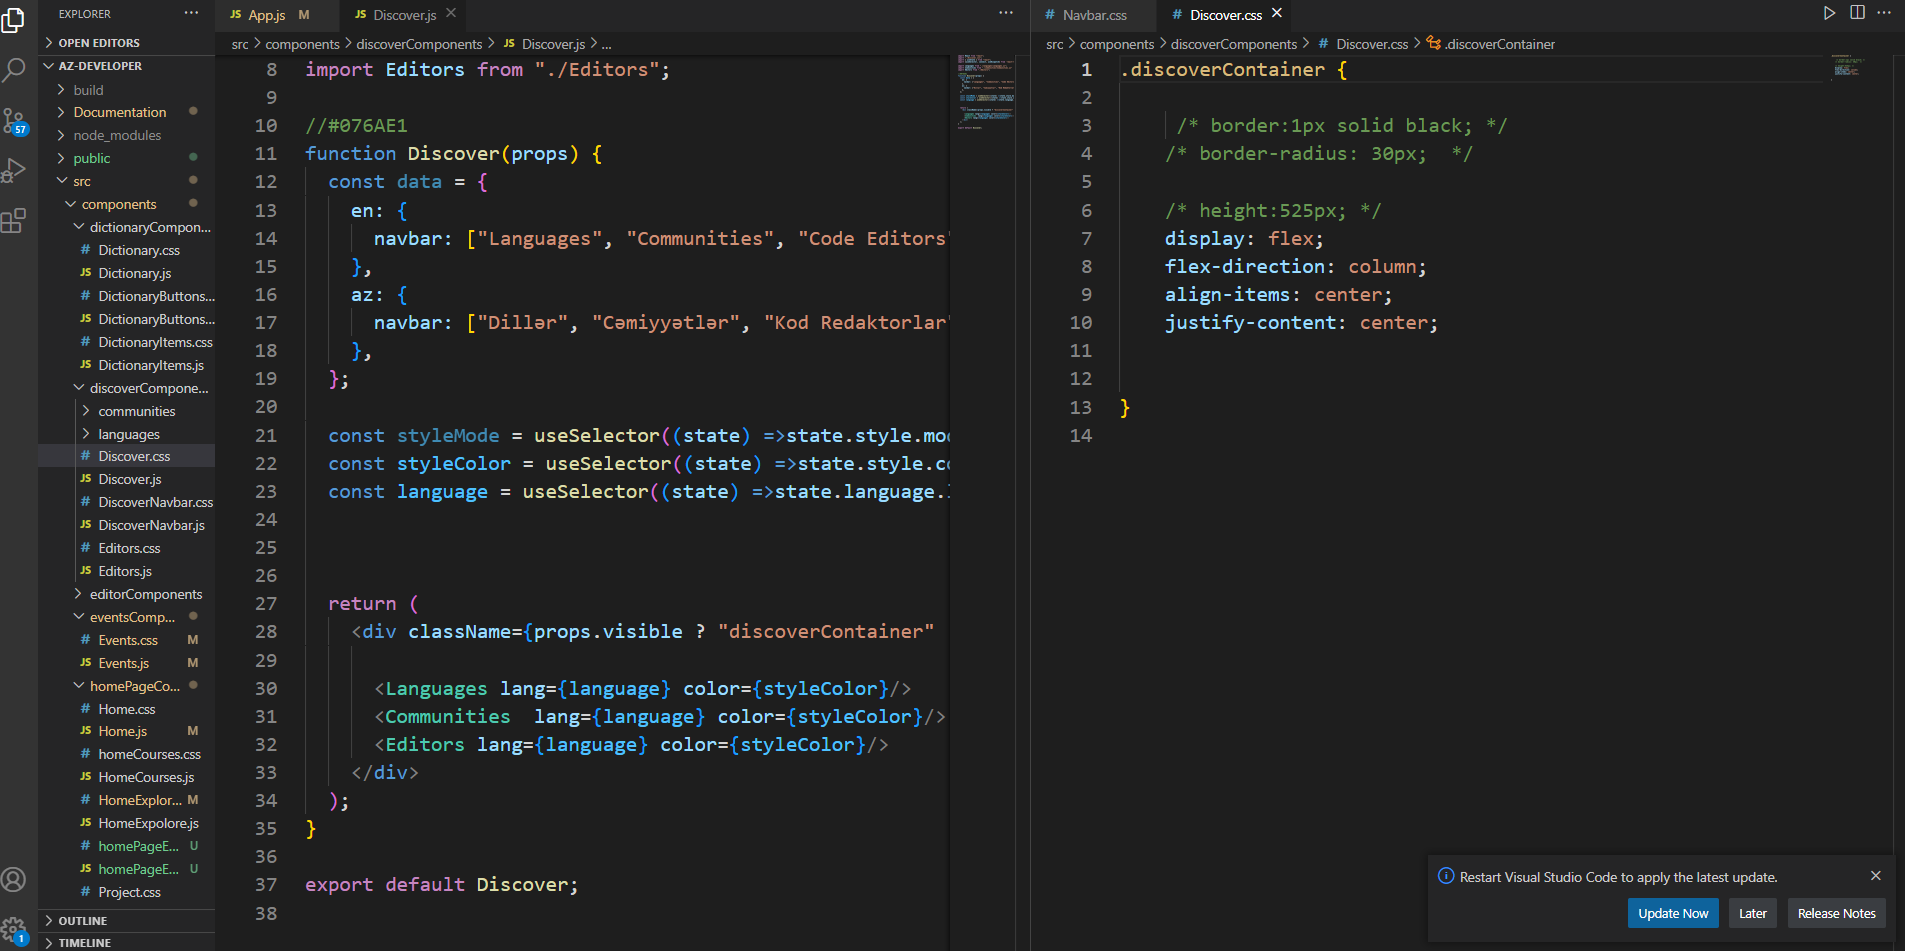 EXPLORER
OPEN EDITORS
AZ-DEVELOPER
build
Documentation
node_modules
public
src
components
dictionaryCompon...
# Dictionary.css
JS Dictionary.js
# DictionaryButtons...
JS DictionaryButtons...
# DictionaryItems.css
JS DictionaryItems.js
discoverCompone...
communities
languages
# Discover.css
JS Discover.js
# DiscoverNavbar.css
JS DiscoverNavbar.js
# Editors.css
JS Editors.js
editorComponents
eventsComp...
# Events.css M
JS Events.js M
homePageCo...
# Home.css
JS Home.js M
# homeCourses.css
JS HomeCourses.js
# HomeExplor... M
JS HomeExpolore.js
# homePageE... U
JS homePageE... U
# Project.css
OUTLINE
TIMELINE
57
1
JS App.js M
JS Discover.js
src > components > discoverComponents > JS Discover.js > ...
8 import Editors from "./Editors";
9
10 //#076AE1
11 function Discover(props) {
12 const data = {
13 en: {
14 navbar: ["Languages", "Communities", "Code Editors"
15 },
16 az: {
17 navbar: ["Dillər", "Cəmiyyətlər", "Kod Redaktorlar"
18 },
19 };
20
21 const styleMode = useSelector((state) =>state.style.mo
22 const styleColor = useSelector((state) =>state.style.c
23 const language = useSelector((state) =>state.language.
24
25
26
27 return (
28 <div className={props.visible ? "discoverContainer"
29
30 <Languages lang={language} color={styleColor}/>
31 <Communities lang={language} color={styleColor}/>
32 <Editors lang={language} color={styleColor}/>
33 </div>
34 );
35 }
36
37 export default Discover;
38
# Navbar.css
# Discover.css
src > components > discoverComponents > # Discover.css > .discoverContainer
1 .discoverContainer {
2
3 /* border:1px solid black; */
4 /* border-radius: 30px; */
5
6 /* height:525px; */
7 display: flex;
8 flex-direction: column;
9 align-items: center;
10 justify-content: center;
11
12
13 }
14
Restart Visual Studio Code to apply the latest update.
Update Now
Later
Release Notes